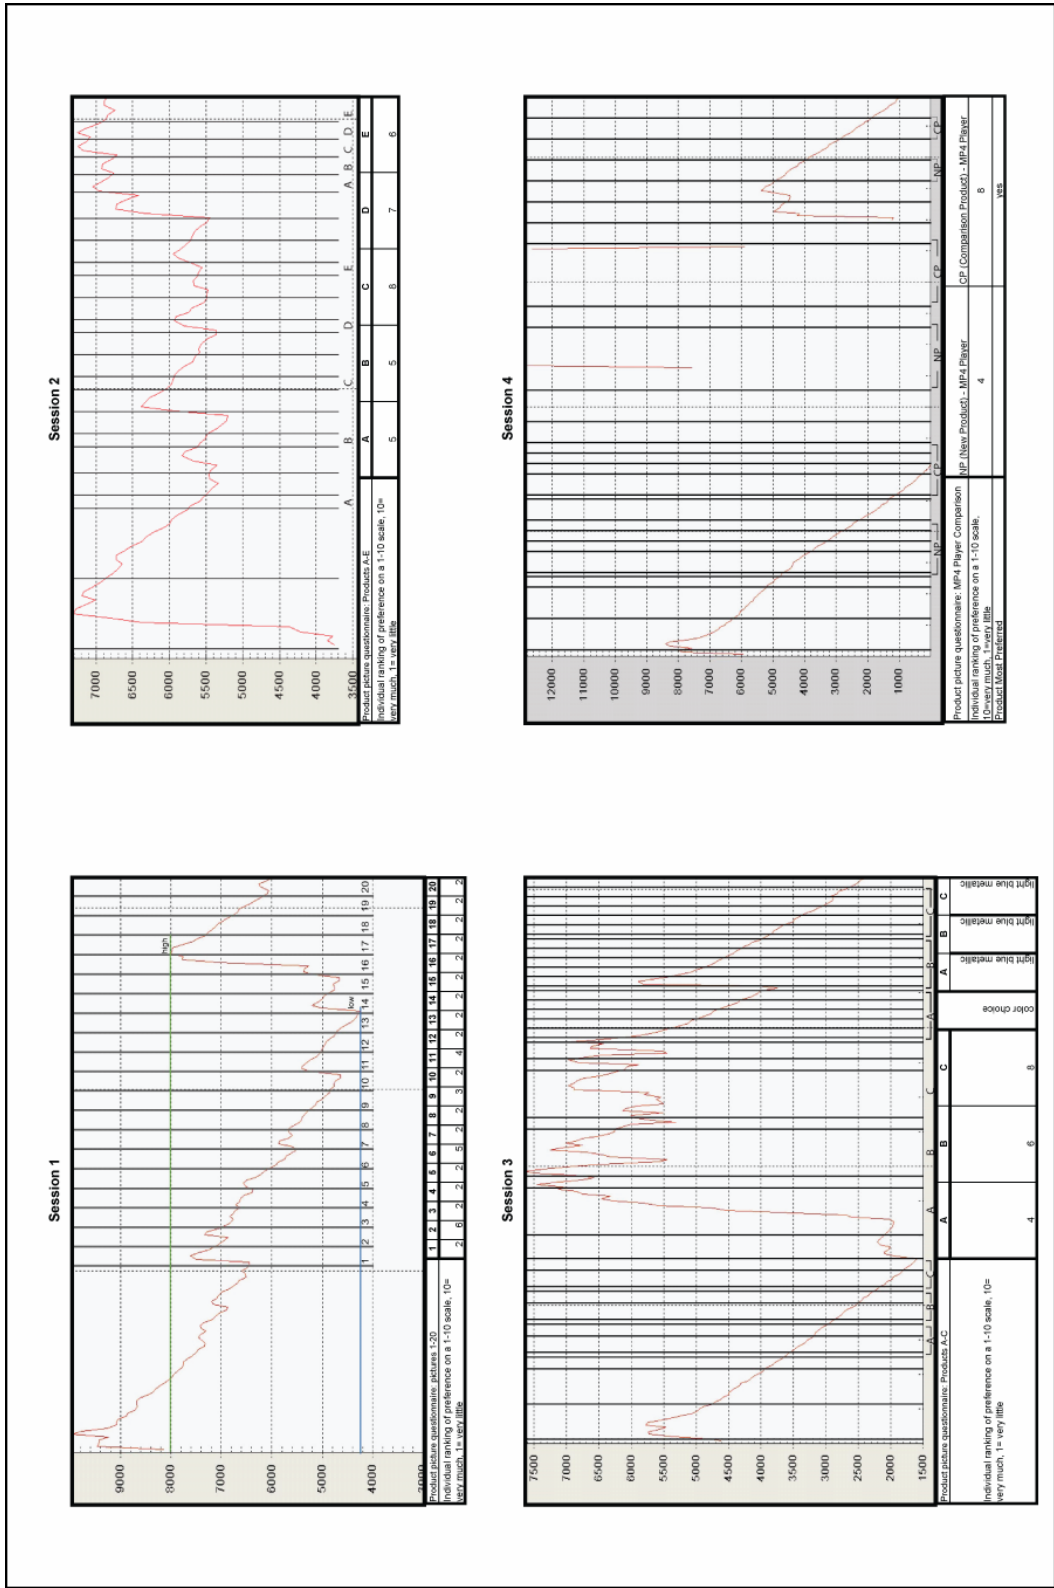 Session 1
9000
8000
7000
6000
5000
4000
3000
high
low
1 2 3 4 5 6 7 8 9 10 11 12 13 14 15 16 17 18 19 20
Product picture questionnaire: pictures 1-20 1 2 3 4 5 6 7 8 9 10 11 12 13 14 15 16 17 18 19 20
Individual ranking of preference on a 1-10 scale, 10= 2 6 2 2 2 5 2 2 3 2 4 2 2 2 2 2 2 2 2 2
very much, 1= very little
Session 2
7000
6500
6000
5500
5000
4500
4000
3500
A B C D E A B C D E
Product picture questionnaire: Products A-E A B C D E
Individual ranking of preference on a 1-10 scale, 10= 5 5 8 7 6
very much, 1= very little
Session 3
7500
7000
6500
6000
5500
5000
4500
4000
3500
3000
2500
2000
1500
A B C A B C A B C
Product picture questionnaire: Products A-C A B C color choice A B C
Individual ranking of preference on a 1-10 scale, 10= 4 6 8 light blue metallic light blue metallic light blue metallic
very much, 1= very little
Session 4
12000
11000
10000
9000
8000
7000
6000
5000
4000
3000
2000
1000
NP CP NP CP NP CP
Product picture questionnaire: MP4 Player Comparison NP (New Product) - MP4 Player CP (Comparison Product) - MP4 Player
Individual ranking of preference on a 1-10 scale, 4 8
10=very much, 1=very little
Product Most Preferred yes